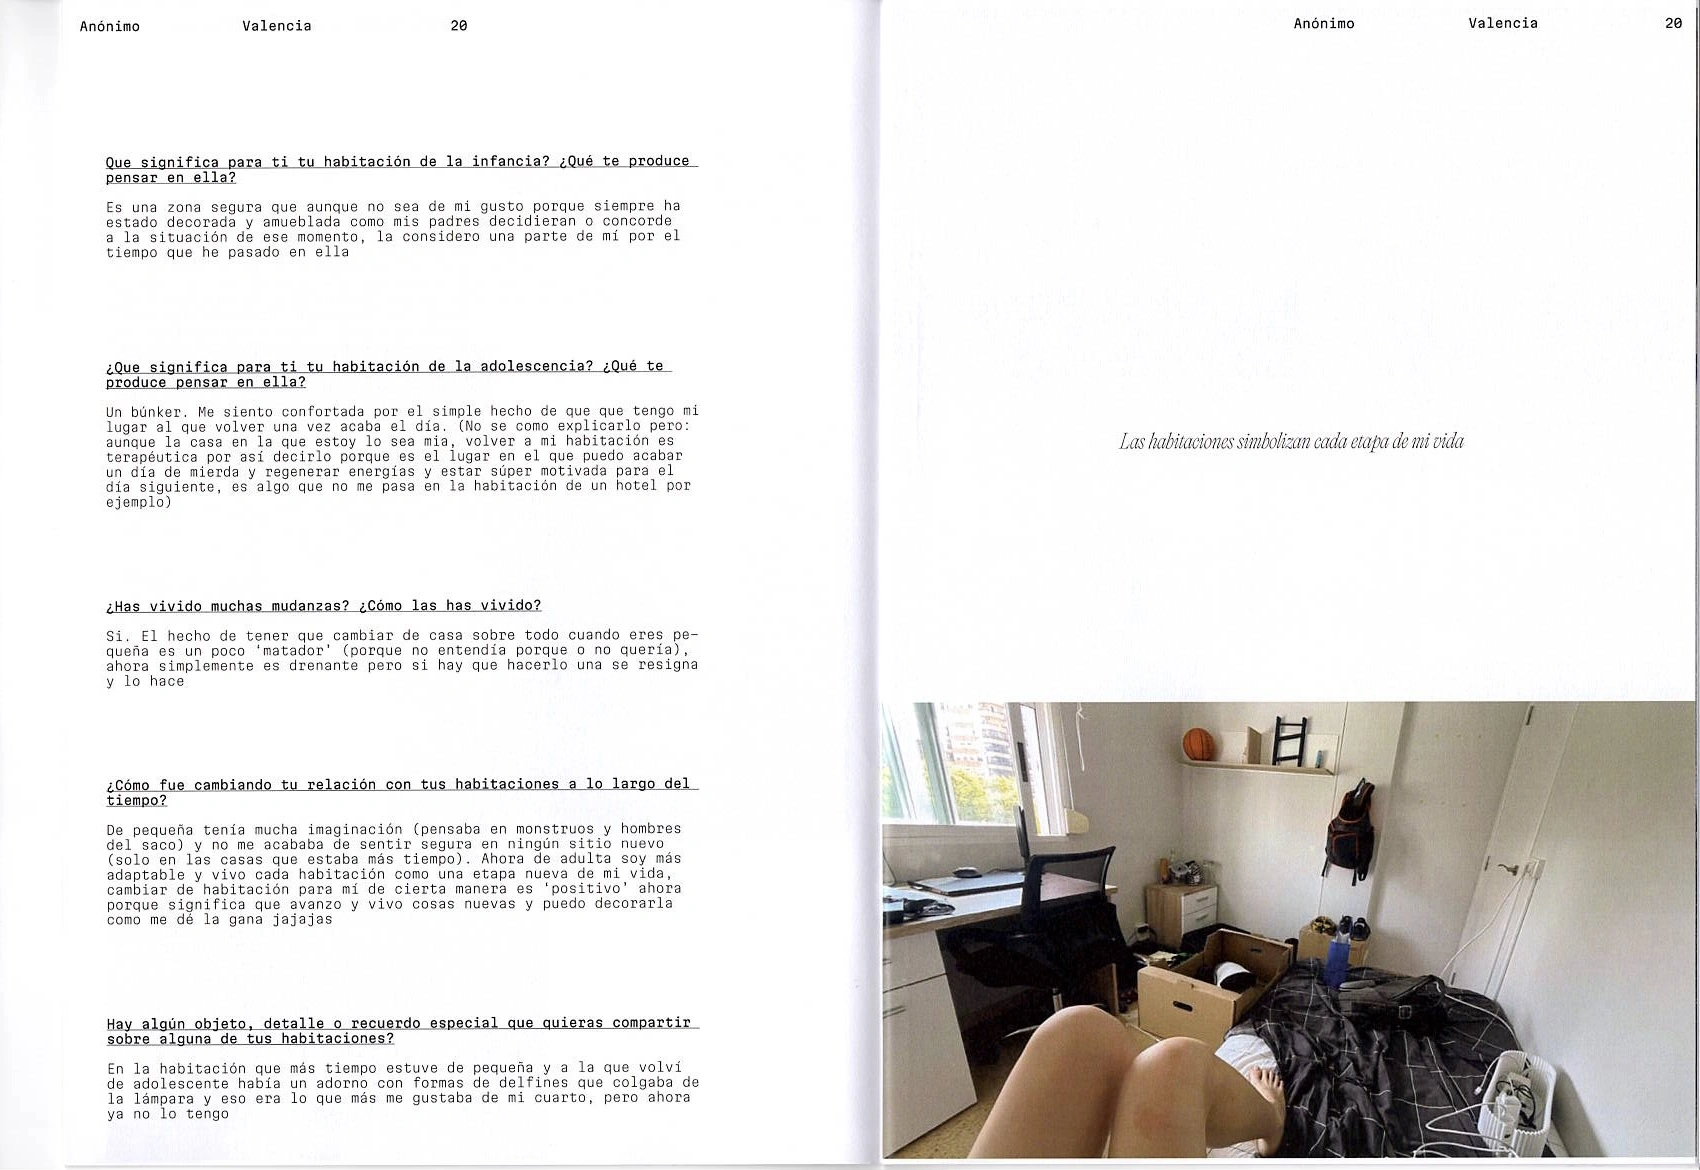 Anónimo Valencia 20
Que significa para ti tu habitación de la infancia? ¿Qué te produce
pensar en ella?
Es una zona segura que aunque no sea de mi gusto porque siempre ha
estado decorada y amueblada como mis padres decidieran o concorde
a la situación de ese momento, la considero una parte de mí por el
tiempo que he pasado en ella
¿Que significa para ti tu habitación de la adolescencia? ¿Qué te
produce pensar en ella?
Un búnker. Me siento confortada por el simple hecho de que que tengo mi
lugar al que volver una vez acaba el día. (No se como explicarlo pero:
aunque la casa en la que estoy lo sea mia, volver a mi habitación es
terapéutica por así decirlo porque es el lugar en el que puedo acabar
un día de mierda y regenerar energías y estar súper motivada para el
día siguiente, es algo que no me pasa en la habitación de un hotel por
ejemplo)
¿Has vivido muchas mudanzas? ¿Cómo las has vivido?
Si. El hecho de tener que cambiar de casa sobre todo cuando eres pe-
queña es un poco ‘matador’ (porque no entendía porque o no quería),
ahora simplemente es drenante pero si hay que hacerlo una se resigna
y lo hace
¿Cómo fue cambiando tu relación con tus habitaciones a lo largo del
tiempo?
De pequeña tenía mucha imaginación (pensaba en monstruos y hombres
del saco) y no me acababa de sentir segura en ningún sitio nuevo
(solo en las casas que estaba más tiempo). Ahora de adulta soy más
adaptable y vivo cada habitación como una etapa nueva de mi vida,
cambiar de habitación para mí de cierta manera es ‘positivo’ ahora
porque significa que avanzo y vivo cosas nuevas y puedo decorarla
como me dé la gana jajajas
Hay algún objeto, detalle o recuerdo especial que quieras compartir
sobre alguna de tus habitaciones?
En la habitación que más tiempo estuve de pequeña y a la que volví
de adolescente había un adorno con formas de delfines que colgaba de
la lámpara y eso era lo que más me gustaba de mi cuarto, pero ahora
ya no lo tengo
Anónimo Valencia 20
Las habitaciones simbolizan cada etapa de mi vida